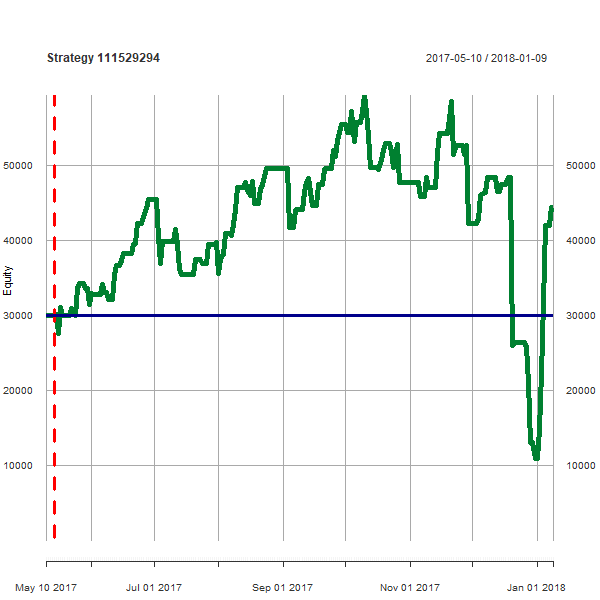 Strategy 111529294
2017-05-10 / 2018-01-09
50000
50000
40000
40000
Equity
30000
30000
20000
20000
10000
10000
May 10 2017
Jul 01 2017
Sep 01 2017
Nov 01 2017
Jan 01 2018